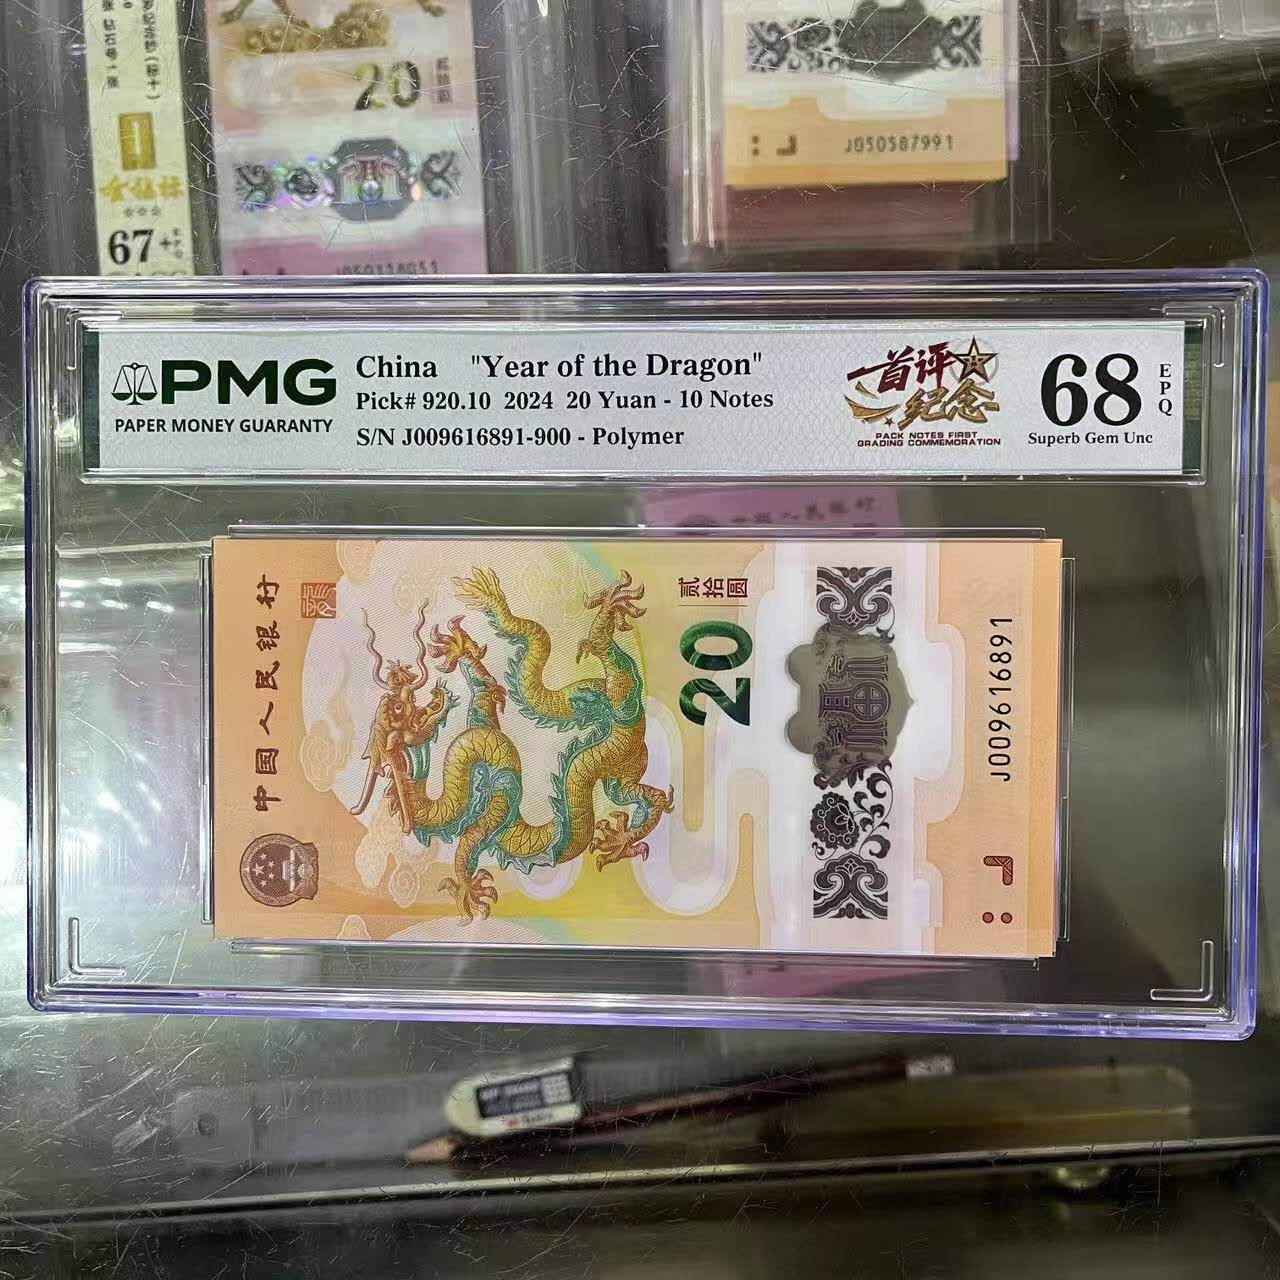 20
67+
J050587991
PMG
PAPER MONEY GUARANTY
China "Year of the Dragon"
Pick# 920.10 2024 20 Yuan - 10 Notes
S/N J009616891-900 - Polymer
首评
纪念
PACK NOTES FIRST
GRADING COMMEMORATION
68
EPQ
Superb Gem Unc
中国人民银行
贰拾圆
20
J009616891